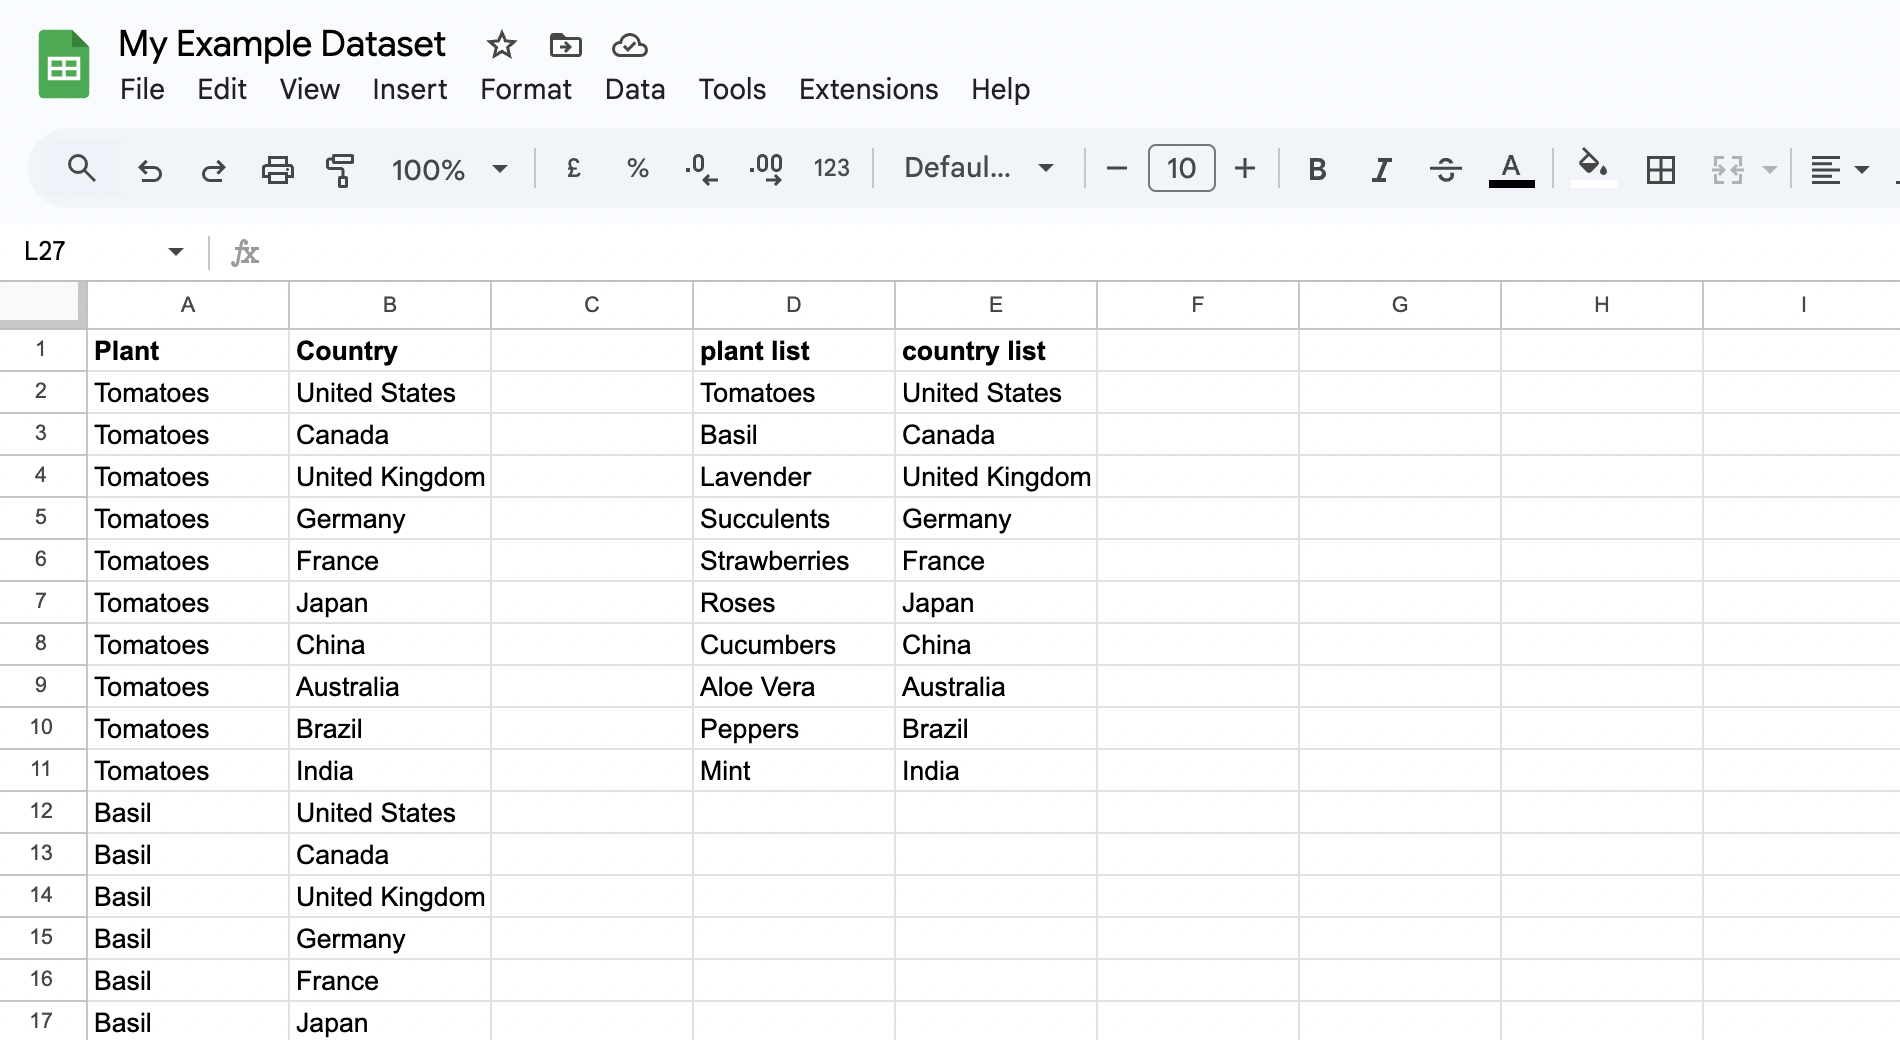 My Example Dataset
File Edit View Insert Format Data Tools Extensions Help
100% £ % .0 .00 123 Defaul... 10 B I S A
L27 fx
A B C D E F G H I
1 Plant Country plant list country list
2 Tomatoes United States Tomatoes United States
3 Tomatoes Canada Basil Canada
4 Tomatoes United Kingdom Lavender United Kingdom
5 Tomatoes Germany Succulents Germany
6 Tomatoes France Strawberries France
7 Tomatoes Japan Roses Japan
8 Tomatoes China Cucumbers China
9 Tomatoes Australia Aloe Vera Australia
10 Tomatoes Brazil Peppers Brazil
11 Tomatoes India Mint India
12 Basil United States
13 Basil Canada
14 Basil United Kingdom
15 Basil Germany
16 Basil France
17 Basil Japan